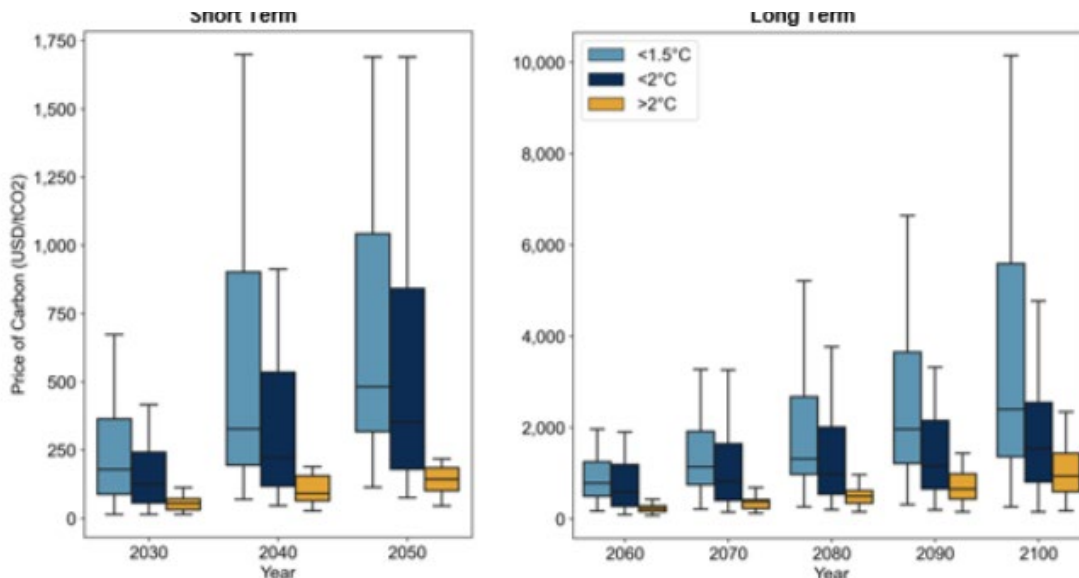 Short Term
Long Term
Price of Carbon (USD/tCO2)
1,750
1,500
1,250
1,000
750
500
250
0
2030
2040
2050
Year
<1.5°C
<2°C
>2°C
10,000
8,000
6,000
4,000
2,000
0
2060
2070
2080
2090
2100
Year